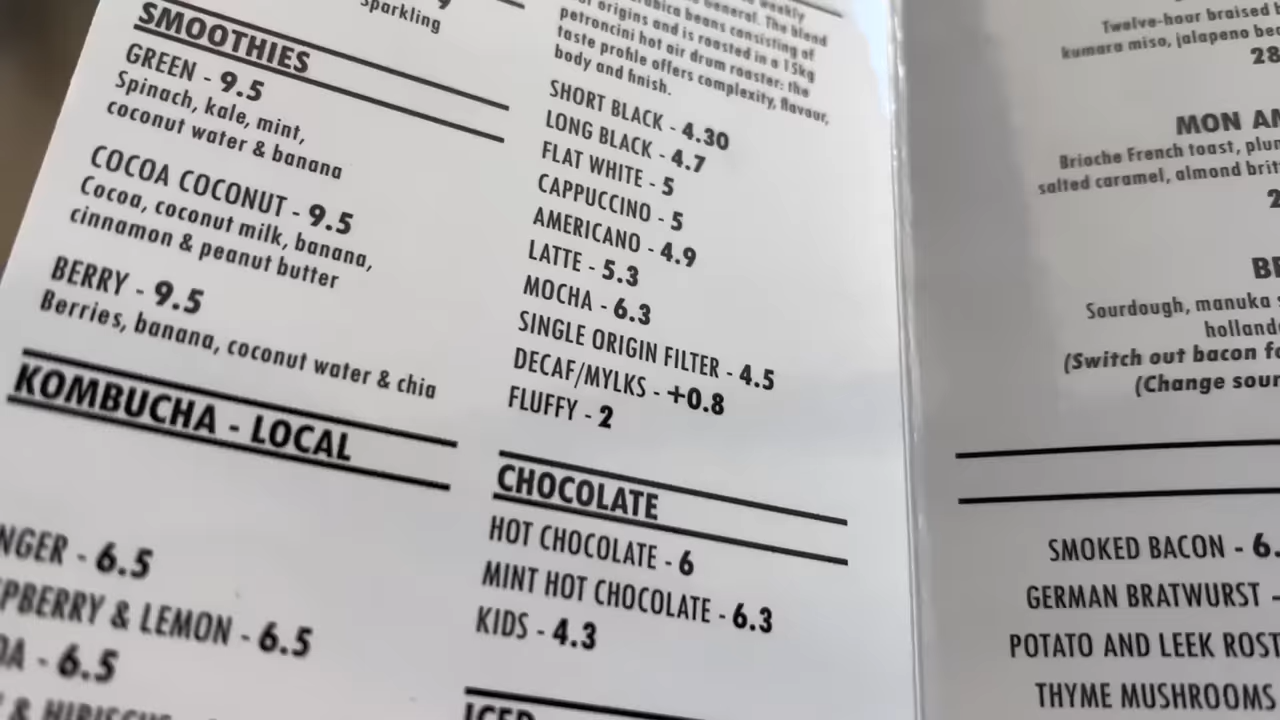 Sparkling
SMOOTHIES
GREEN - 9.5
Spinach, kale, mint,
coconut water & banana
COCOA COCONUT - 9.5
Cocoa, coconut milk, banana,
cinnamon & peanut butter
BERRY - 9.5
Berries, banana, coconut water & chia
KOMBUCHA - LOCAL
NGER - 6.5
PBERRY & LEMON - 6.5
- 6.5
weekly
general. The blend
beans consisting of
origins and is roasted in a 15kg
petroncini hot air drum roaster: the
taste profile offers complexity, flavour,
body and finish.
SHORT BLACK - 4.30
LONG BLACK - 4.7
FLAT WHITE - 5
CAPPUCCINO - 5
AMERICANO - 4.9
LATTE - 5.3
MOCHA - 6.3
SINGLE ORIGIN FILTER - 4.5
DECAF/MYLKS - +0.8
FLUFFY - 2
CHOCOLATE
HOT CHOCOLATE - 6
MINT HOT CHOCOLATE - 6.3
KIDS - 4.3
ICED
Twelve-hour braised
kumara miso, jalapeno
28
MON
Brioche French toast,
salted caramel, almond
Sourdough, manuka
(Switch out bacon
(Change
SMOKED BACON - 6.
GERMAN BRATWURST -
POTATO AND LEEK ROST
THYME MUSHROOMS